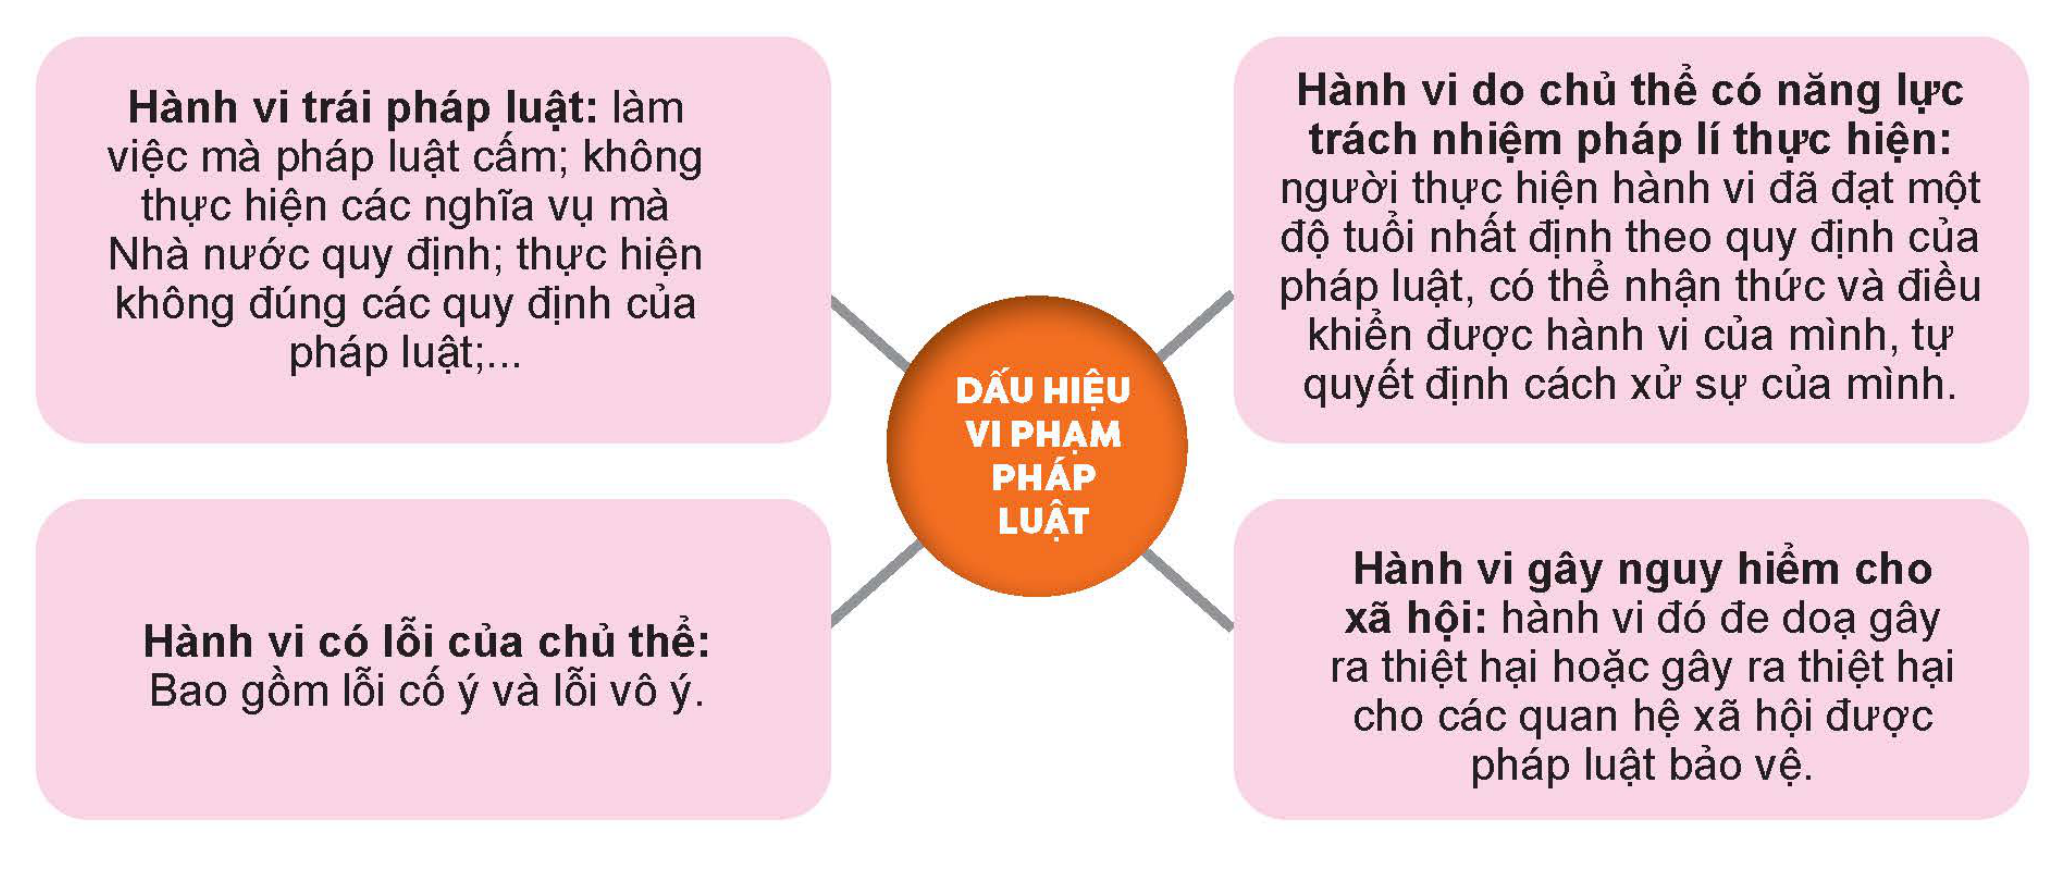 Hành vi trái pháp luật: làm
việc mà pháp luật cấm; không
thực hiện các nghĩa vụ mà
Nhà nước quy định; thực hiện
không đúng các quy định của
pháp luật;...
Hành vi do chủ thể có năng lực
trách nhiệm pháp lí thực hiện:
người thực hiện hành vi đã đạt một
độ tuổi nhất định theo quy định của
pháp luật, có thể nhận thức và điều
khiển được hành vi của mình, tự
quyết định cách xử sự của mình.
DẤU HIỆU
VI PHẠM
PHÁP
LUẬT
Hành vi có lỗi của chủ thể:
Bao gồm lỗi cố ý và lỗi vô ý.
Hành vi gây nguy hiểm cho
xã hội: hành vi đó đe doạ gây
ra thiệt hại hoặc gây ra thiệt hại
cho các quan hệ xã hội được
pháp luật bảo vệ.